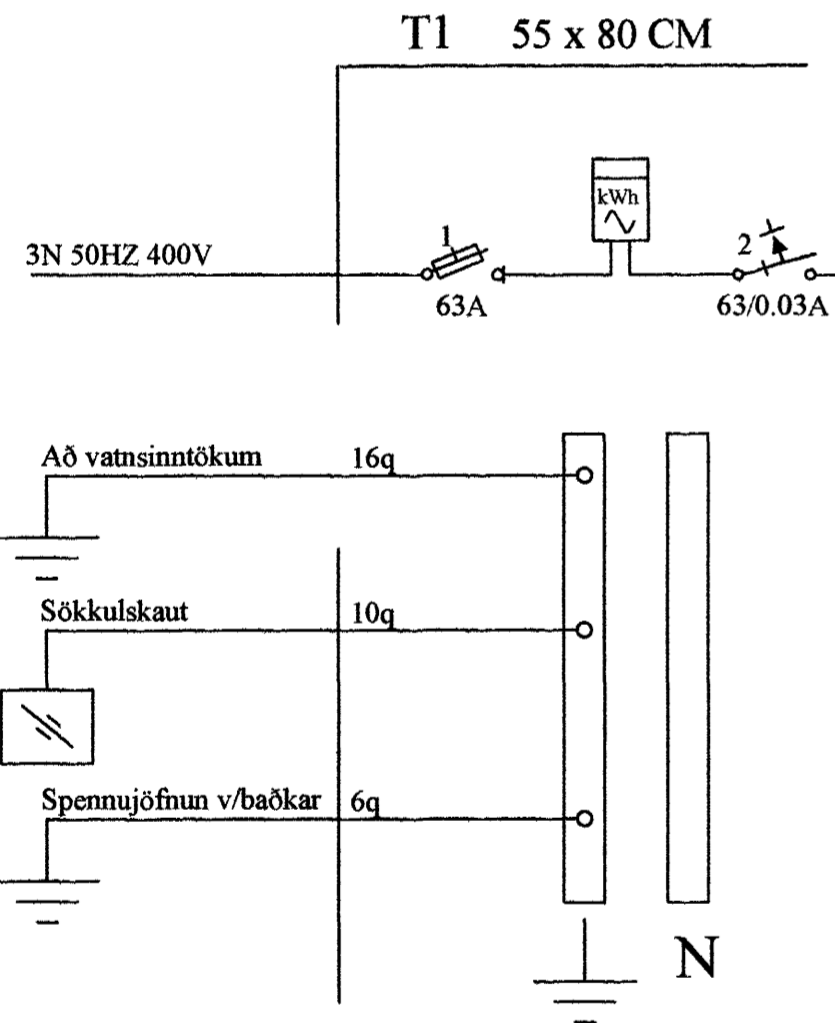 T1 55 x 80 CM
kWh
3N 50HZ 400V
1
2
63A
63/0.03A
Að vatnsinntökum 16q
Sökkulskaut 10q
Spennujöfnun v/baðkar 6q
N